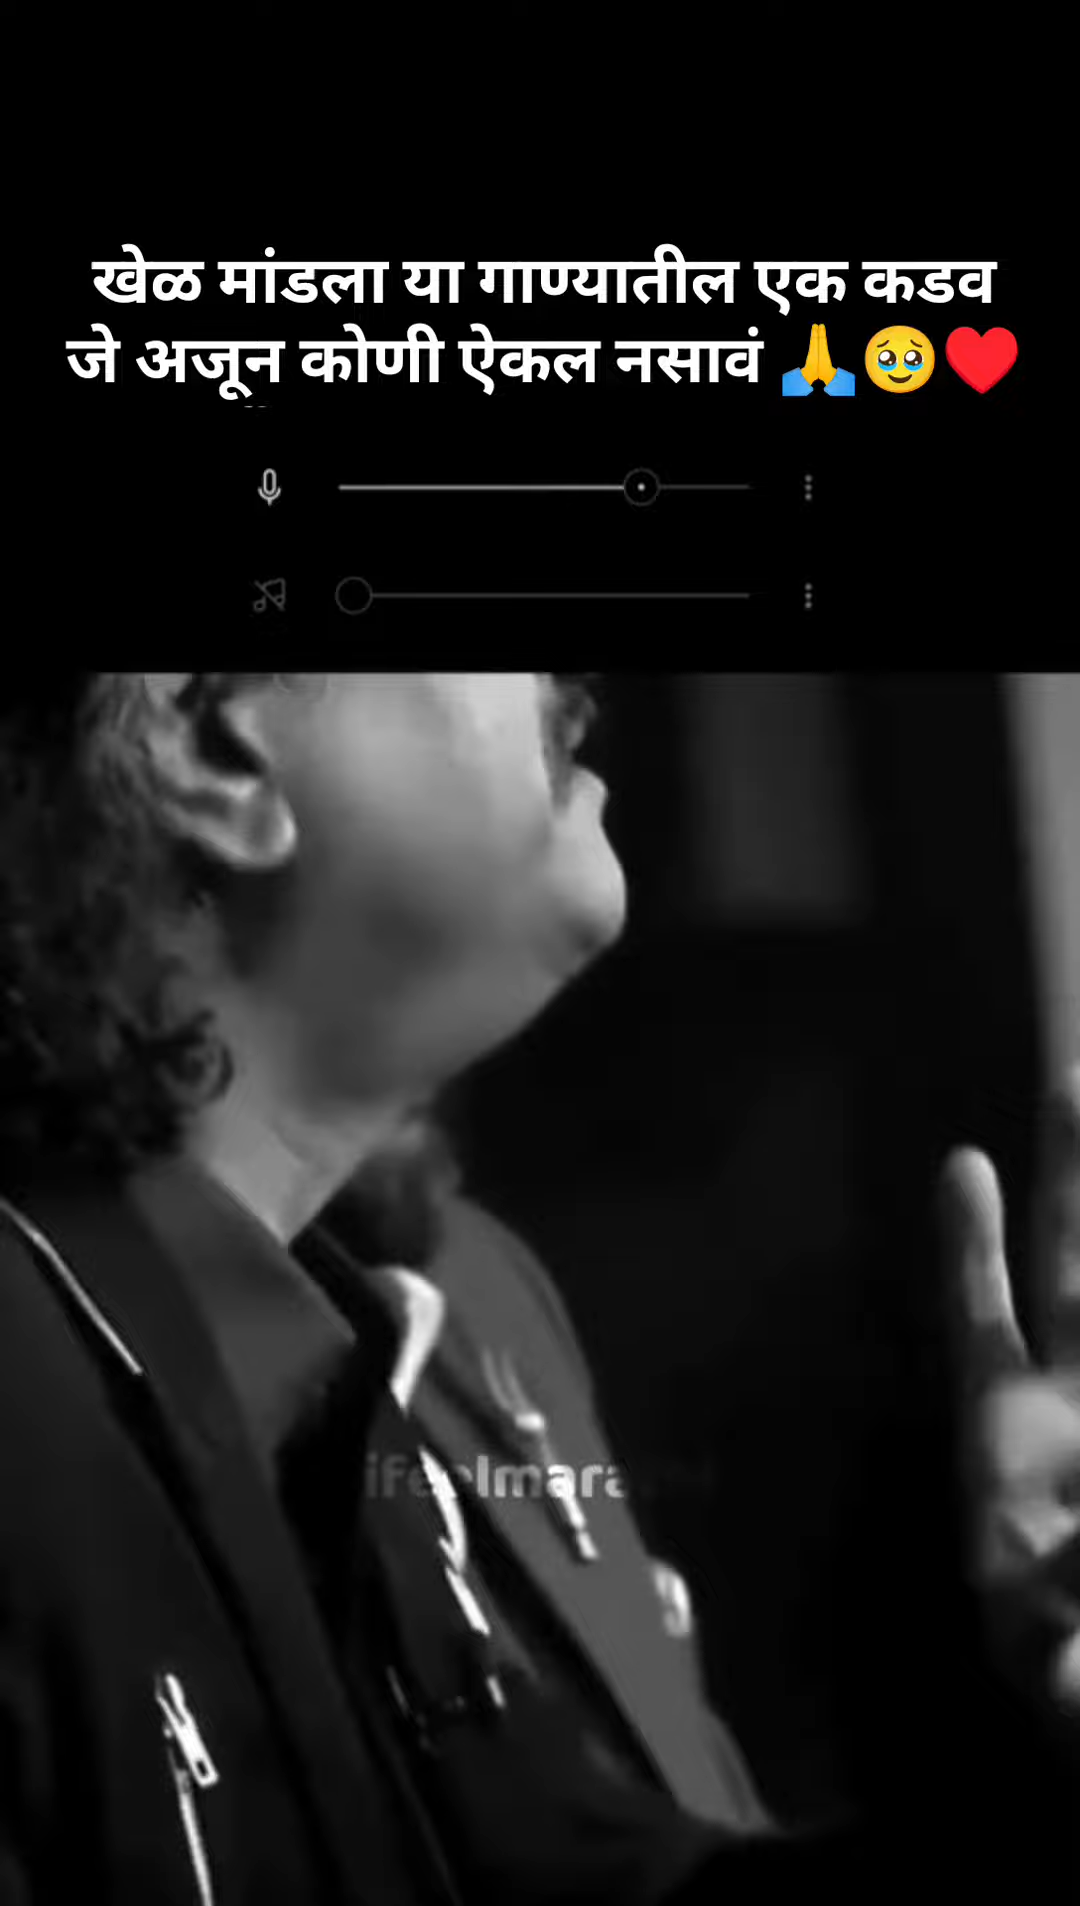 खेळ मांडला या गाण्यातील एक कडव
जे अजून कोणी ऐकल नसावं 🙏🥹♥️